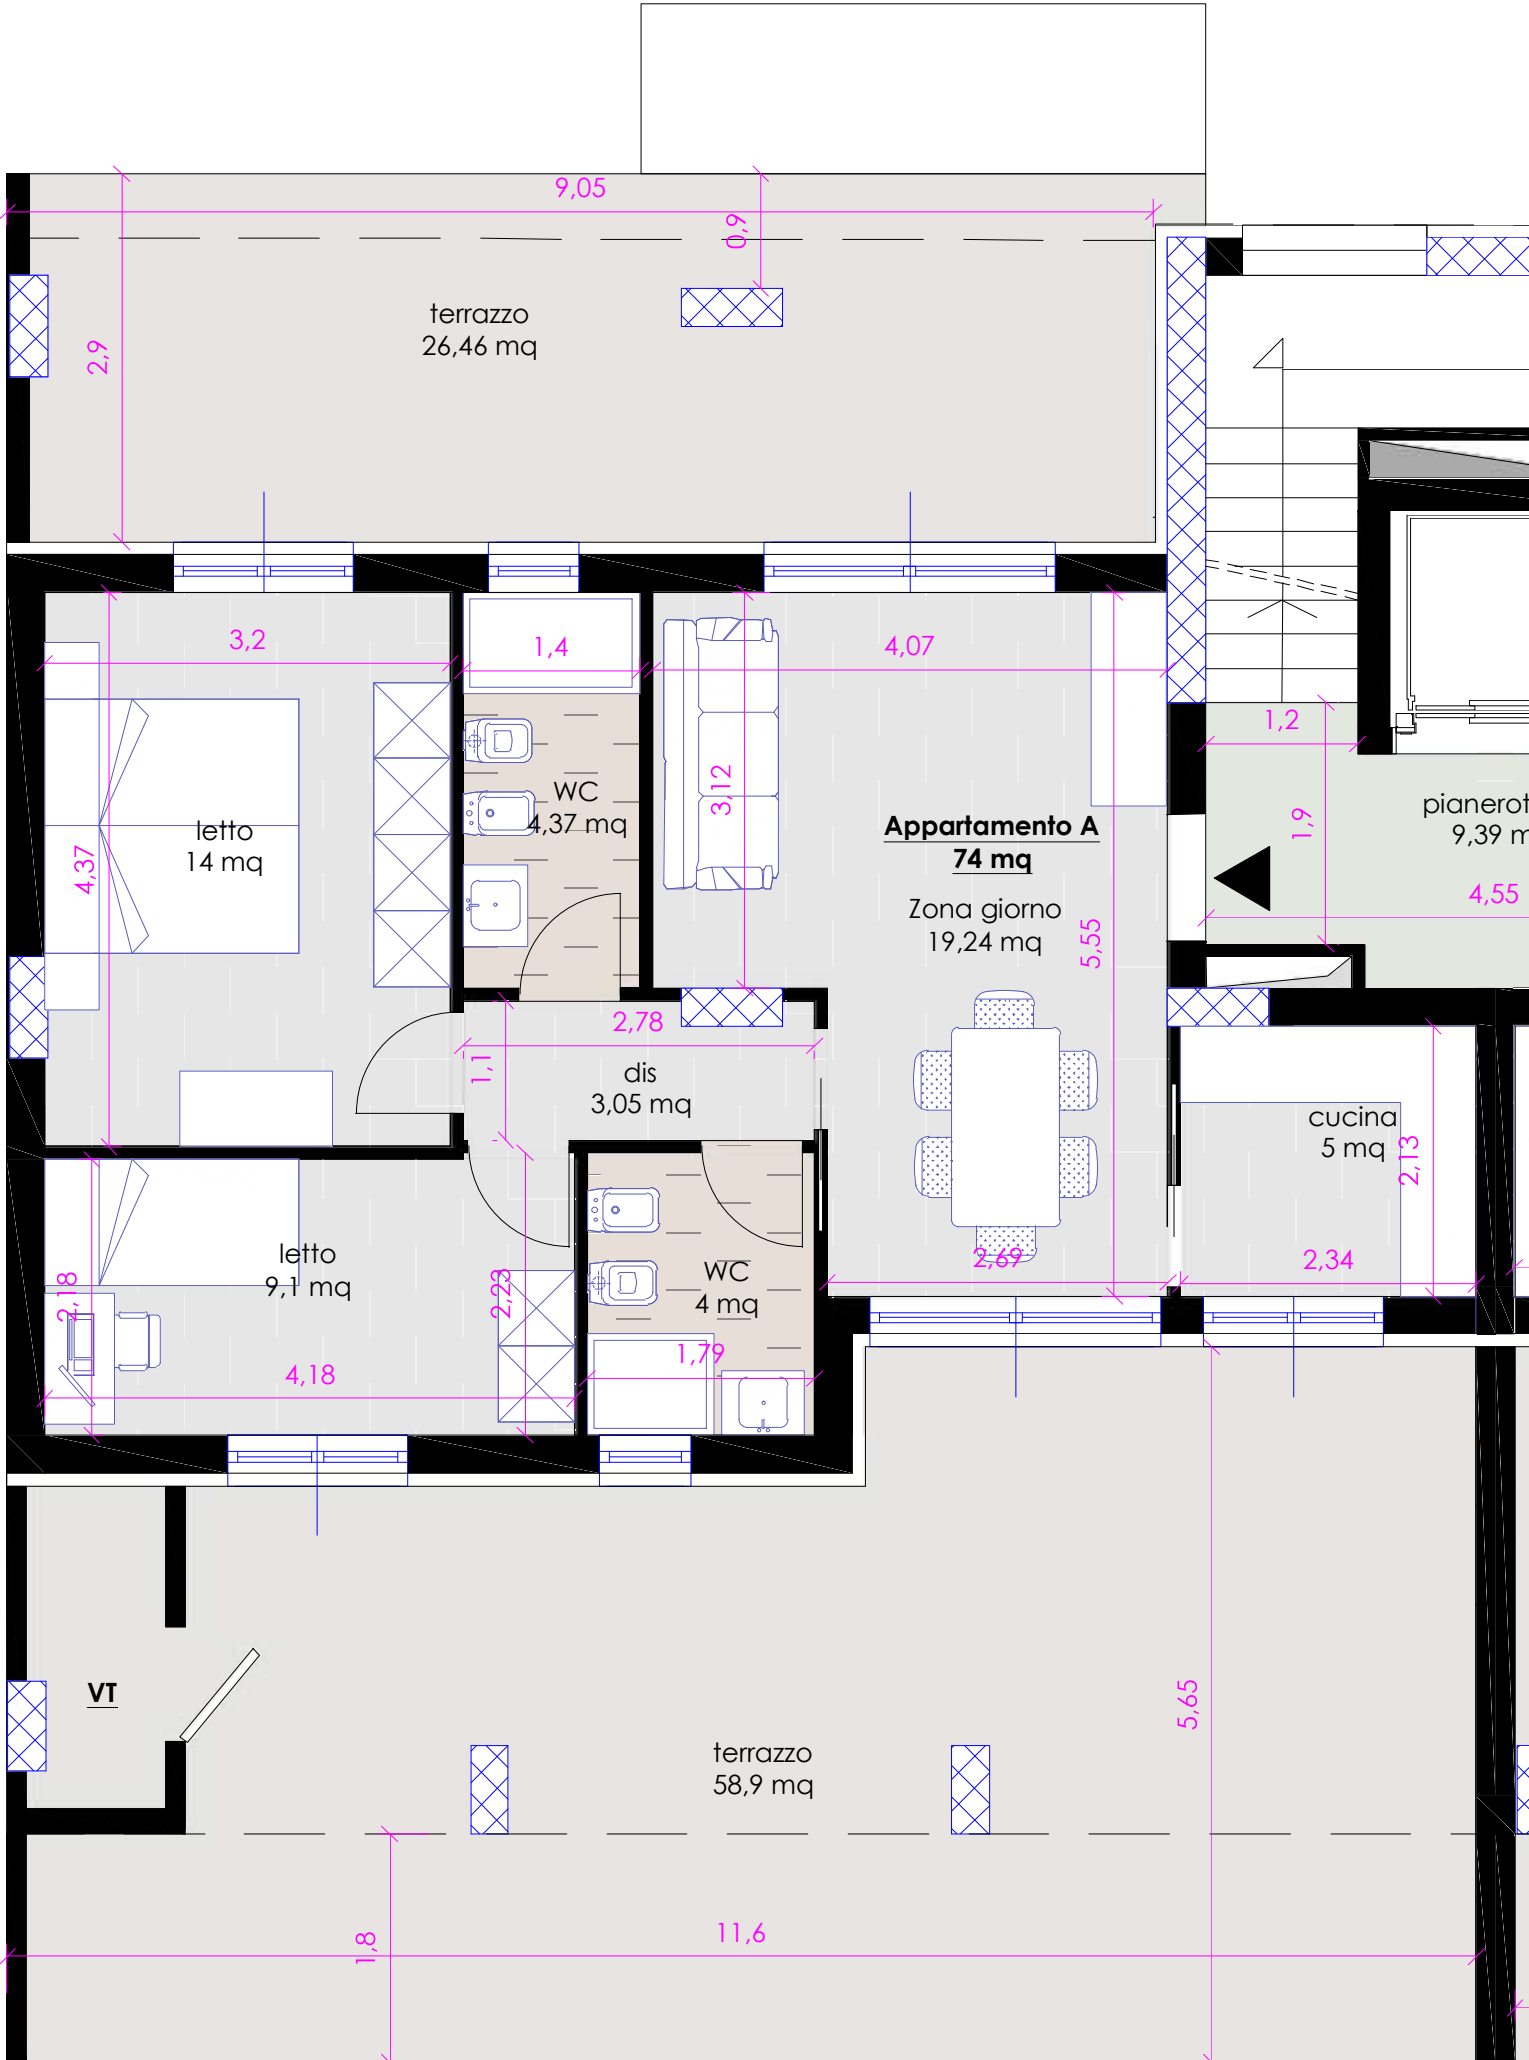 9,05
0,9
terrazzo
26,46 mq
2,9
3,2
1,4
4,07
1,2
3,12
WC
4,37 mq
letto
14 mq
4,37
Appartamento A
74 mq
Zona giorno
19,24 mq
5,55
1,9
9,39
4,55
2,78
1,1
dis
3,05 mq
cucina
5 mq
2,13
letto
9,1 mq
2,18
2,23
WC
4 mq
2,69
2,34
1,79
4,18
VT
5,65
terrazzo
58,9 mq
1,8
11,6